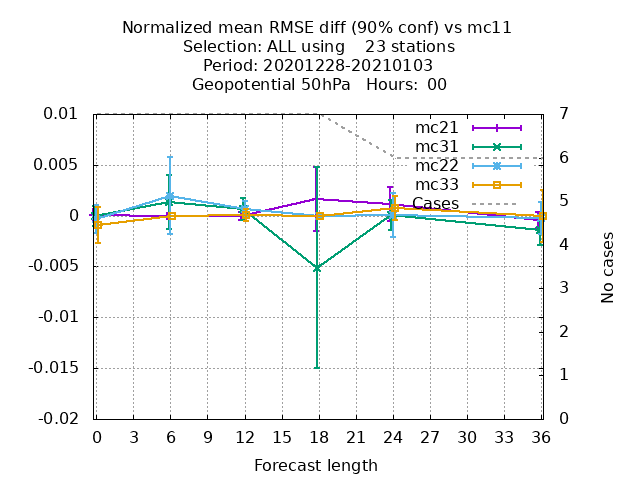 Normalized mean RMSE diff (90% conf) vs mc11
Selection: ALL using    23 stations
Period: 20201228-20210103
Geopotential 50hPa   Hours:  00
0.01
0.005
0
-0.005
-0.01
-0.015
-0.02
mc21
mc31
mc22
mc33
Cases
7
6
5
4
3
2
1
0
No cases
0 3 6 9 12 15 18 21 24 27 30 33 36
Forecast length